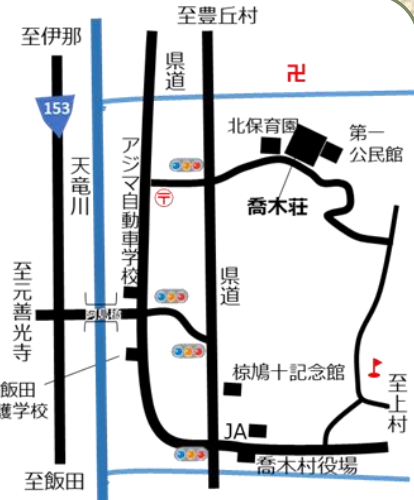 至豊丘村
至伊那
県道
153
卍
北保育園
第一
公民館
天竜川
アジマ自動車学校
〒
喬木荘
至元善光寺
県道
飯田
護学校
椋鳩十記念館
至上村
JA
喬木村役場
至飯田